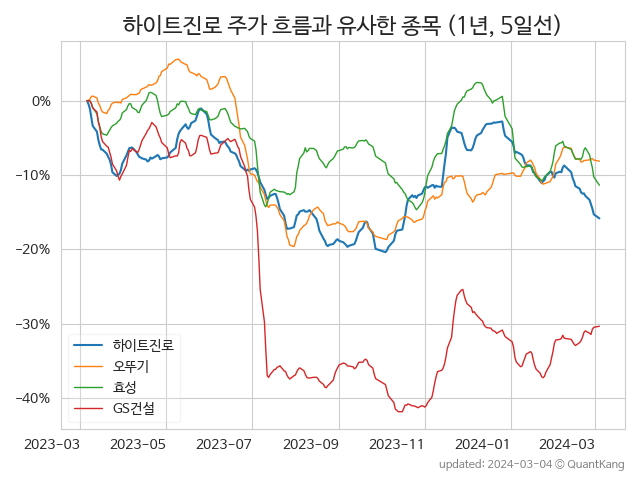 하이트진로 주가 흐름과 유사한 종목 (1년, 5일선)
0%
−10%
−20%
−30%
−40%
하이트진로
오뚜기
효성
GS건설
2023-03 2023-05 2023-07 2023-09 2023-11 2024-01 2024-03
updated: 2024-03-04 © QuantKang